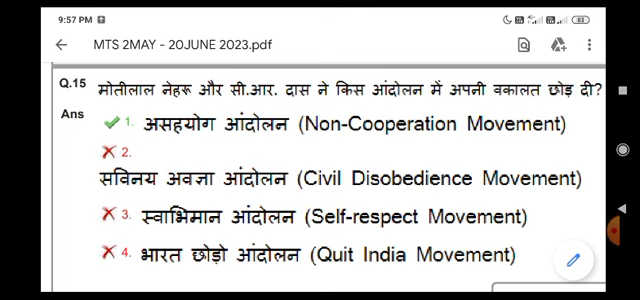 9:57 PM
83
MTS 2MAY - 20JUNE 2023.pdf
Q.15 मोतीलाल नेहरू और सी.आर. दास ने किस आंदोलन में अपनी वकालत छोड़ दी?
Ans
1. असहयोग आंदोलन (Non-Cooperation Movement)
2.
सविनय अवज्ञा आंदोलन (Civil Disobedience Movement)
3. स्वाभिमान आंदोलन (Self-respect Movement)
4. भारत छोड़ो आंदोलन (Quit India Movement)